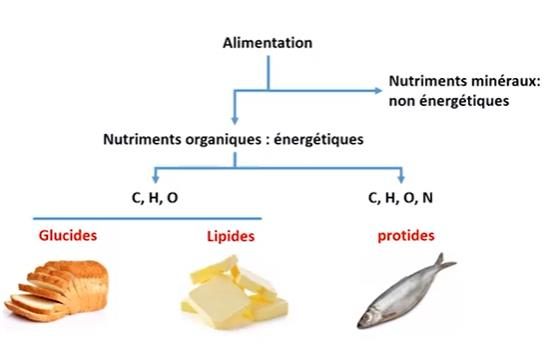 Alimentation
Nutriments minéraux:
non énergétiques
Nutriments organiques : énergétiques
C, H, O
C, H, O, N
Glucides
Lipides
protides